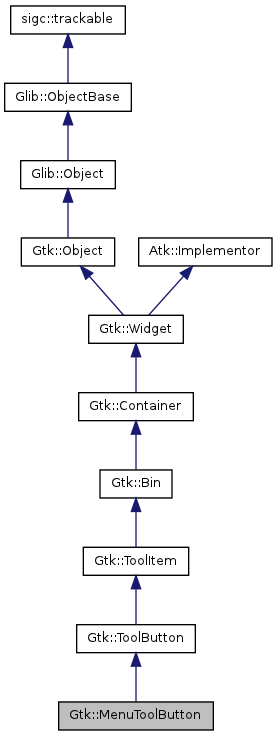 sigc::trackable
Glib::ObjectBase
Glib::Object
Gtk::Object
Atk::Implementor
Gtk::Widget
Gtk::Container
Gtk::Bin
Gtk::ToolItem
Gtk::ToolButton
Gtk::MenuToolButton